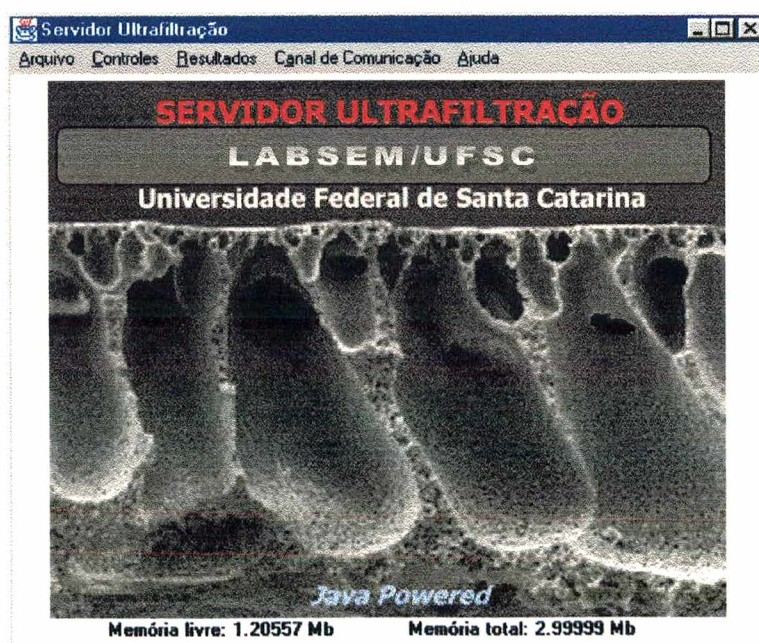 Servidor Ultrafiltração
Arquivo Controles Resultados Canal de Comunicação Ajuda
SERVIDOR ULTRAFILTRAÇÃO
LABSEM/UFSC
Universidade Federal de Santa Catarina
Java Powered
Memória livre: 1.20557 Mb Memória total: 2.99999 Mb